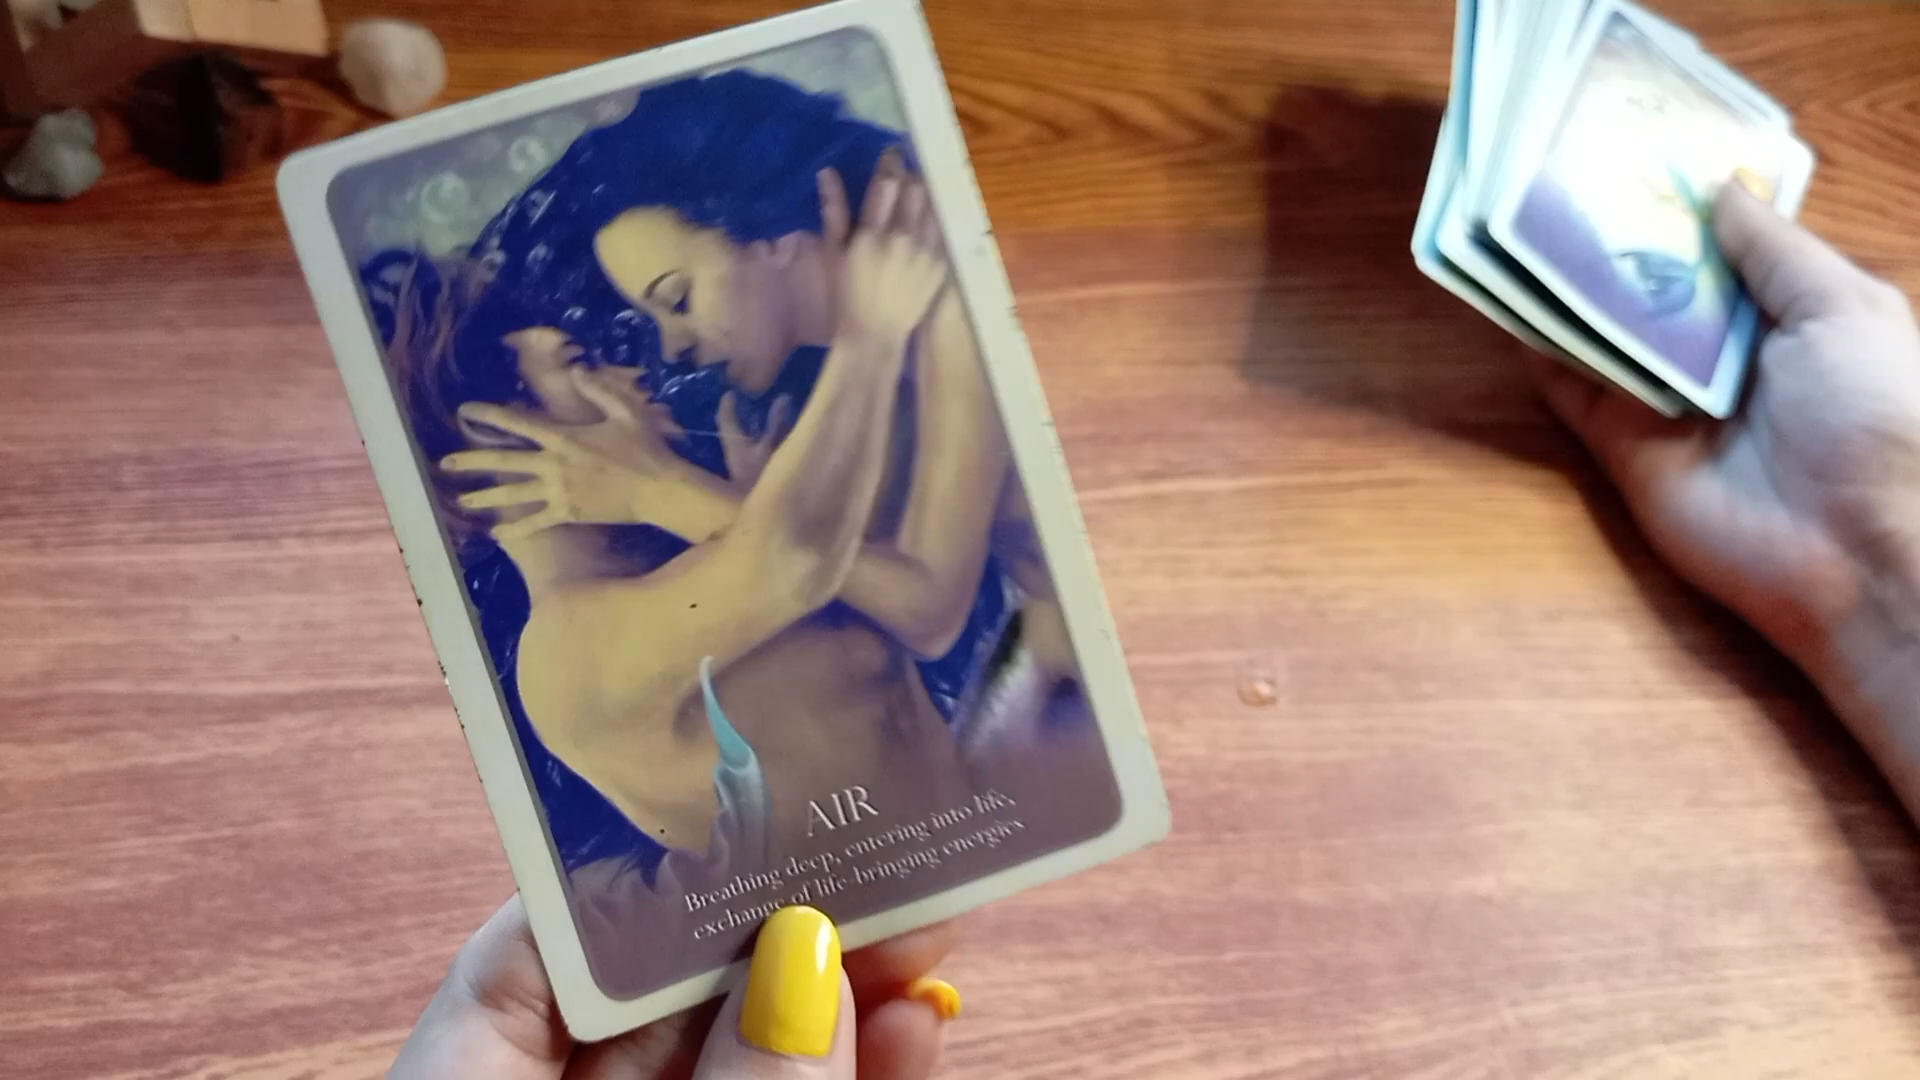 AIR
Breathing deep, entering into life,
exchange of life-bringing energies